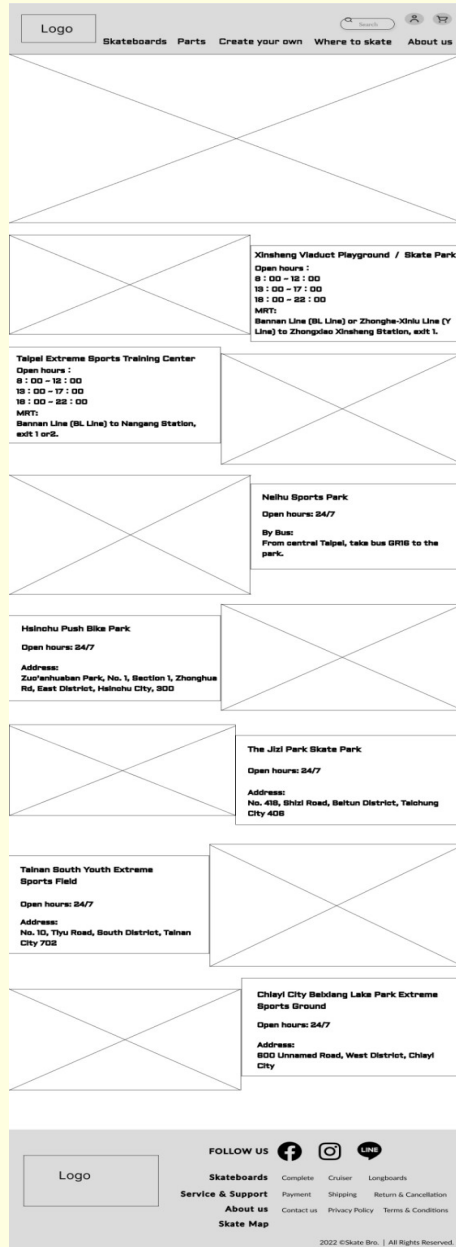 Logo
Search
Skateboards Parts Create your own Where to skate About us
Xinsheng Viaduct Playground / Skate Park
Open hours：
8：00 - 12：00
13：00 - 17：00
18：00 - 22：00
MRT:
Bannan Line (BL Line) or Zhonghe-Xinlu Line (Y
Line) to Zhongxiao Xinsheng Station, exit 1.
Taipei Extreme Sports Training Center
Open hours：
8：00 - 12：00
13：00 - 17：00
18：00 - 22：00
MRT:
Bannan Line (BL Line) to Nangang Station,
exit 1 or2.
Neihu Sports Park
Open hours: 24/7
By Bus:
From central Taipei, take bus GR16 to the
park.
Hsinchu Push Bike Park
Open hours: 24/7
Address:
Zuo'anhuaban Park, No. 1, Section 1, Zhonghua
Rd, East District, Hsinchu City, 300
The Jizi Park Skate Park
Open hours: 24/7
Address:
No. 416, Shizi Road, Beitun District, Taichung
City 406
Tainan South Youth Extreme
Sports Field
Open hours: 24/7
Address:
No. 10, Tiyu Road, South District, Tainan
City 702
Chiayi City Beixiang Lake Park Extreme
Sports Ground
Open hours: 24/7
Address:
600 Unnamed Road, West District, Chiayi
City
Logo
FOLLOW US LINE
Skateboards Complete Cruiser Longboards
Service & Support Payment Shipping Return & Cancellation
About us Contact us Privacy Policy Terms & Conditions
Skate Map
2022 ©Skate Bro. | All Rights Reserved.